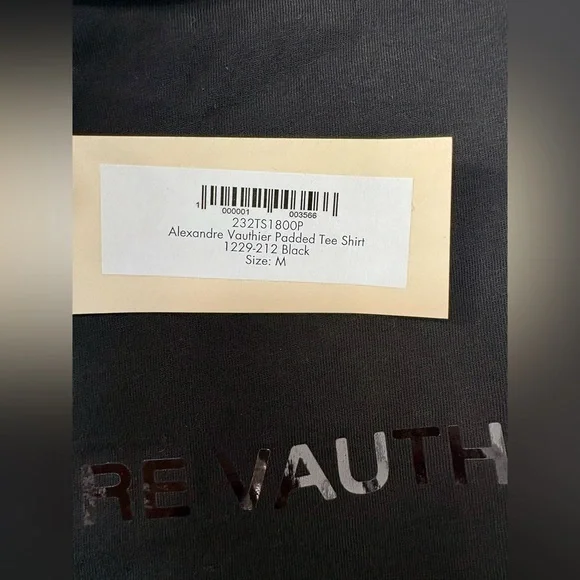 1 000001 003566
232TS1800P
Alexandre Vauthier Padded Tee Shirt
1229-212 Black
Size: M
RE VAUTH